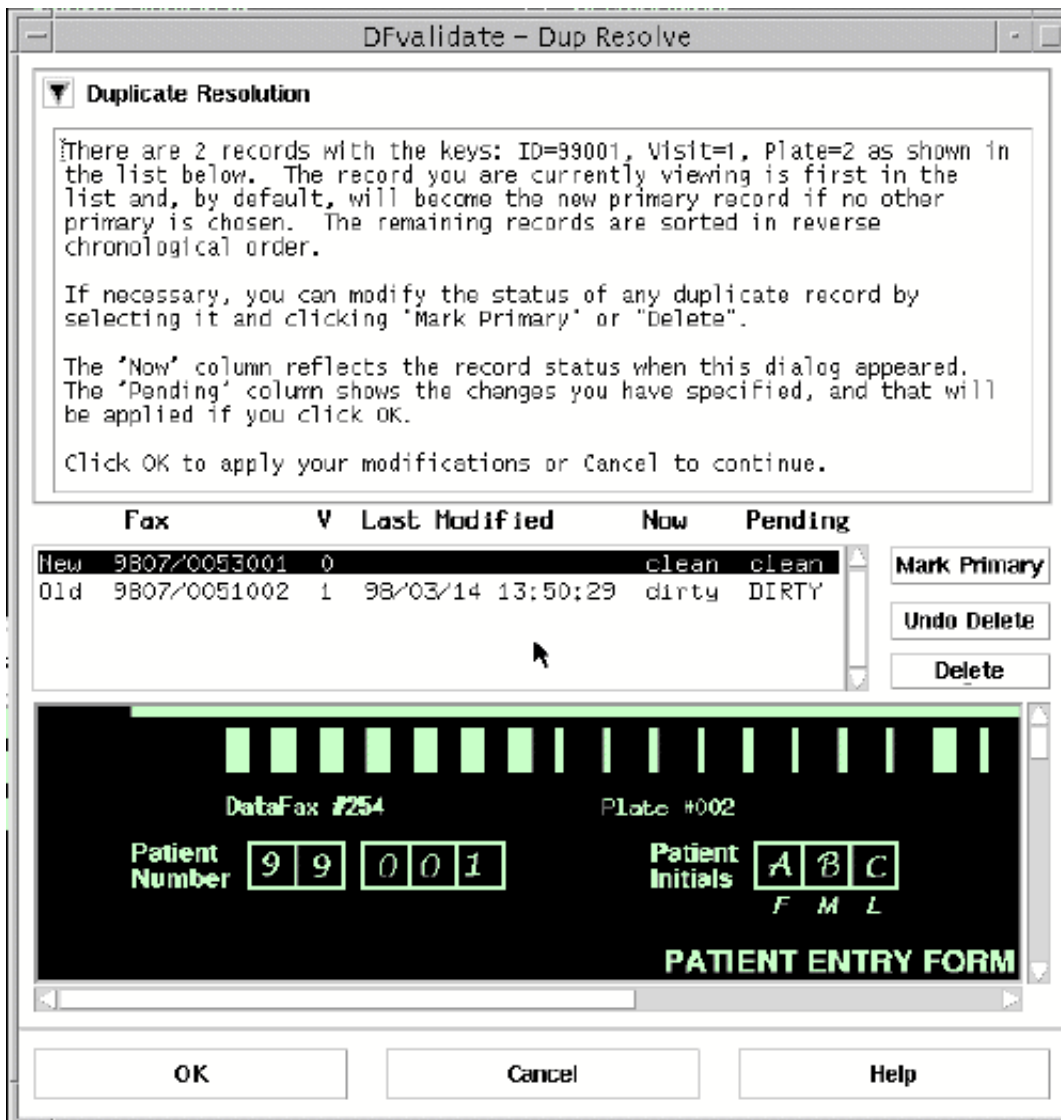 DFvalidate - Dup Resolve
Duplicate Resolution
There are 2 records with the keys: ID=99001, Visit=1, Plate=2 as shown in
the list below. The record you are currently viewing is first in the
list and, by default, will become the new primary record if no other
primary is chosen. The remaining records are sorted in reverse
chronological order.
If necessary, you can modify the status of any duplicate record by
selecting it and clicking "Mark Primary" or "Delete".
The "Now" column reflects the record status when this dialog appeared.
The "Pending" column shows the changes you have specified, and that will
be applied if you click OK.
Click OK to apply your modifications or Cancel to continue.
Fax V Last Modified Now Pending
New 9807/0053001 0 clean clean
Old 9807/0051002 1 98/03/14 13:50:29 dirty DIRTY
Mark Primary
Undo Delete
Delete
DataFax #254 Plate #002
Patient Number 99 001 Patient Initials A B C
F M L
PATIENT ENTRY FORM
OK Cancel Help